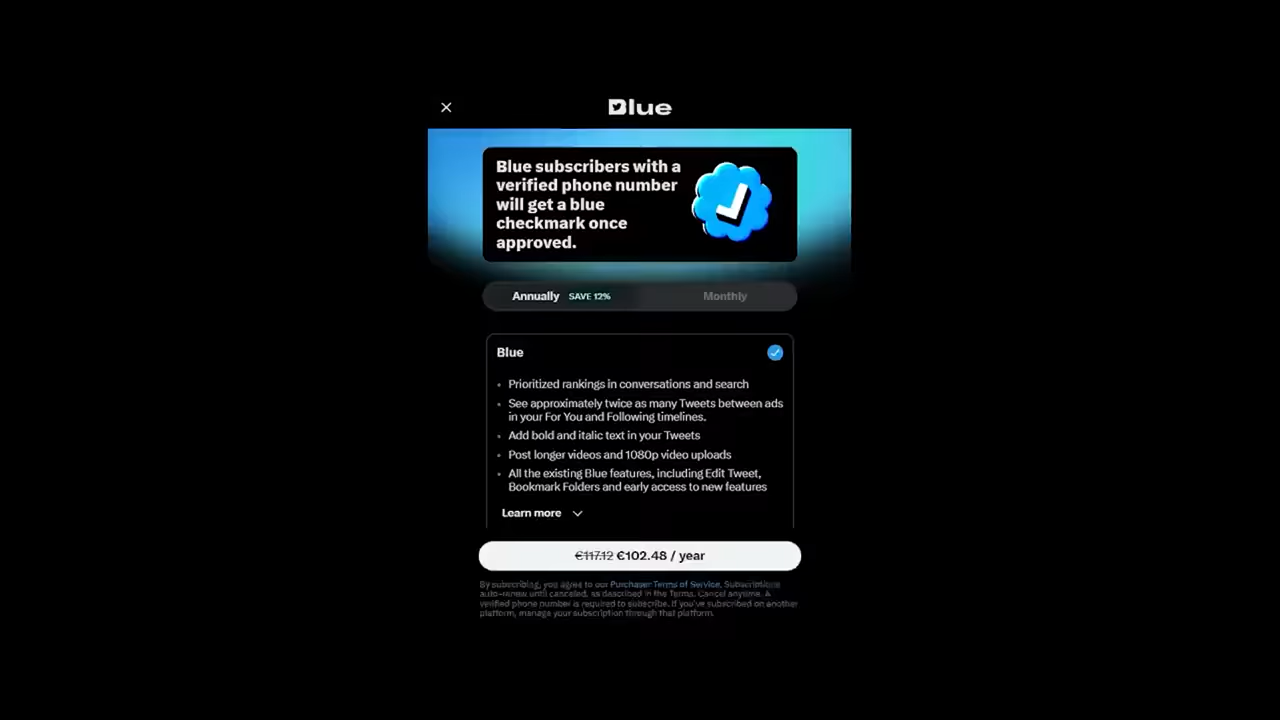 Blue
Blue subscribers with a
verified phone number
will get a blue
checkmark once
approved.
Annually SAVE 12% Monthly
Blue
• Prioritized rankings in conversations and search
• See approximately twice as many Tweets between ads
in your For You and Following timelines.
• Add bold and italic text in your Tweets
• Post longer videos and 1080p video uploads
• All the existing Blue features, including Edit Tweet,
Bookmark Folders and early access to new features
Learn more
€117.12 €102.48 / year
By subscribing, you agree to our Purchaser Terms of Service. Subscriptions
auto-renew until canceled, as described in the Terms. Cancel anytime. A
verified phone number is required to subscribe. If you've subscribed on another
platform, manage your subscription through that platform.